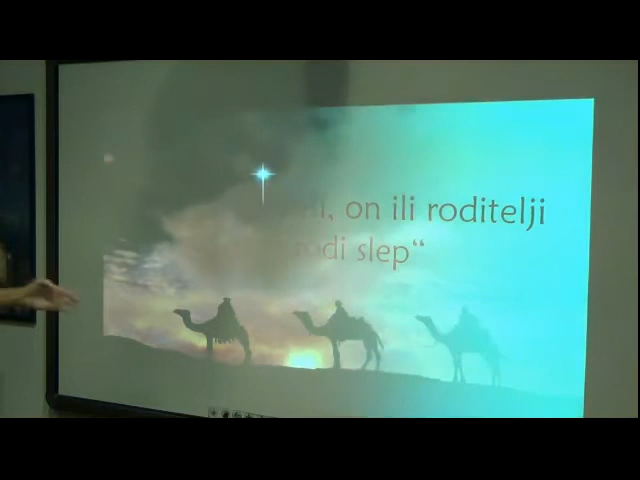 , on ili roditelji
rodi slep“